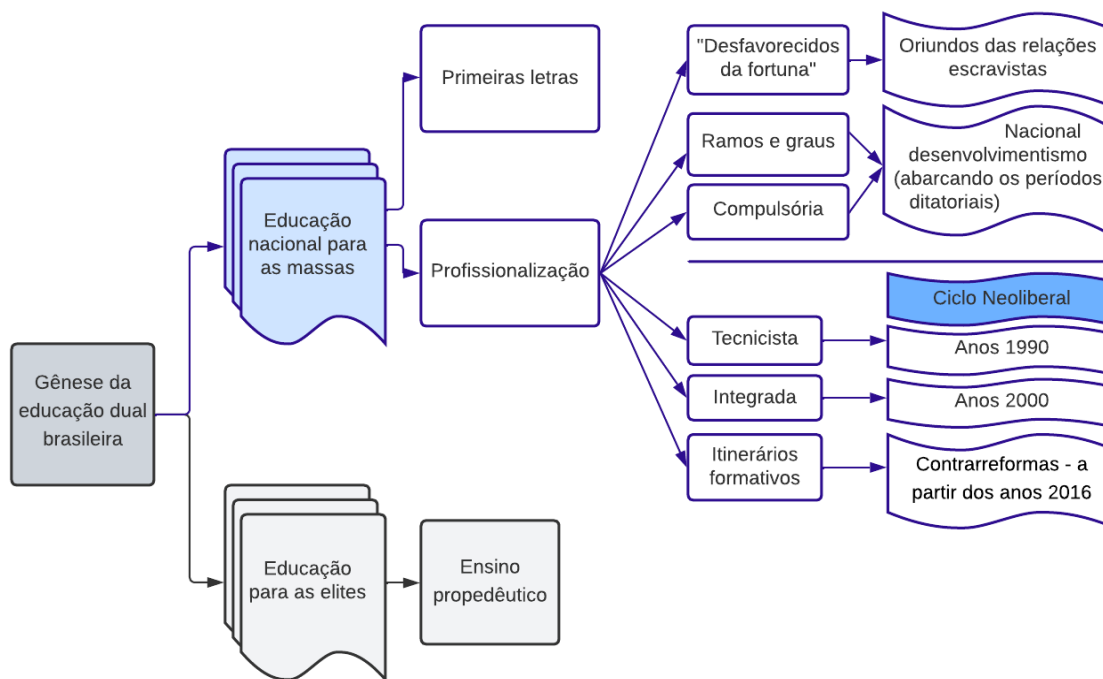 Gênese da
educação dual
brasileira
Educação
nacional para
as massas
Primeiras letras
Profissionalização
"Desfavorecidos
da fortuna"
Oriundos das relações
escravistas
Ramos e graus
Compulsória
Nacional
desenvolvimentismo
(abarcando os períodos
ditatoriais)
Ciclo Neoliberal
Tecnicista
Anos 1990
Integrada
Anos 2000
Itinerários
formativos
Contrarreformas - a
partir dos anos 2016
Educação
para as elites
Ensino
propedêutico